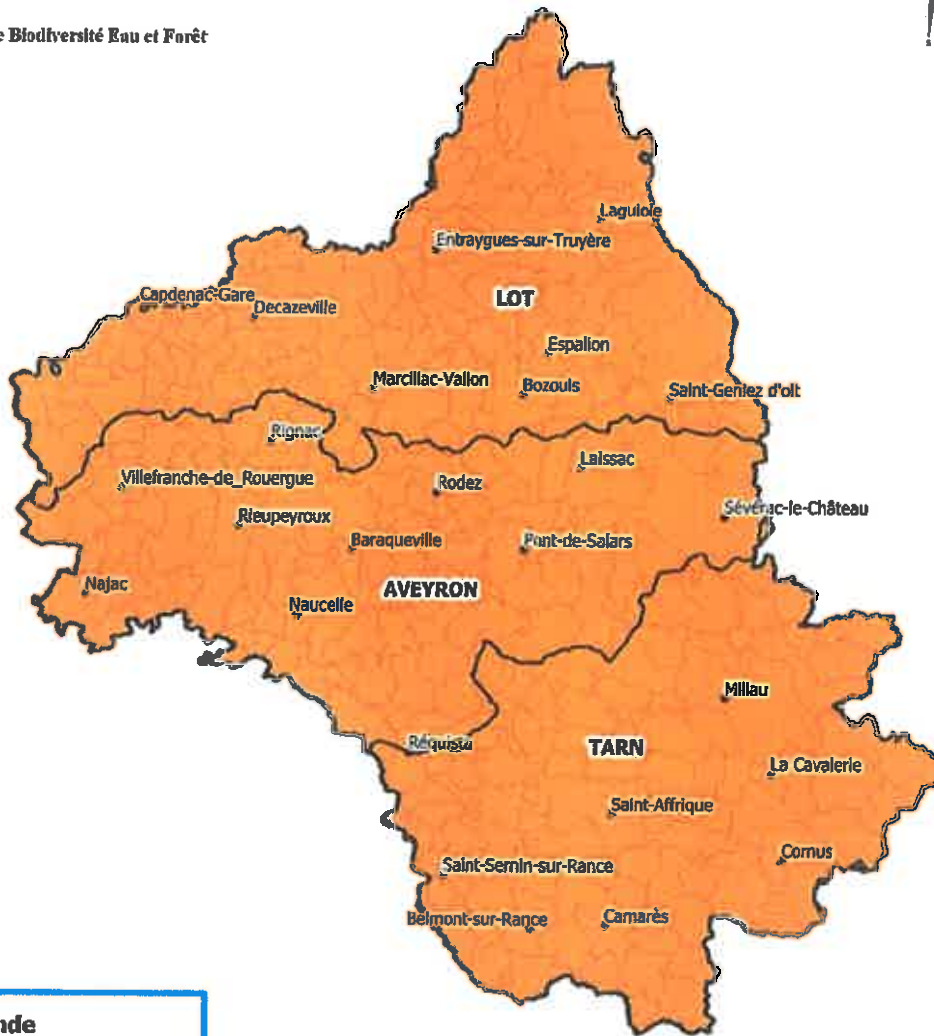 Biodiversité Eau et Forêt
Laguiole
Entraygues-sur-Truyère
Capdenac-Gare
LOT
Decazeville
Espalion
Marcillac-Vallon
Bozouls
Saint-Geniez d'olt
Rignac
Laissac
Villefranche-de_Rouergue
Rodez
Sévérac-le-Château
Rieupeyroux
Baraqueville
Pont-de-Salars
Najac
AVEYRON
Naucelle
Millau
Réquista
TARN
La Cavalerie
Saint-Affrique
Cornus
Saint-Sernin-sur-Rance
Belmont-sur-Rance
Camarès